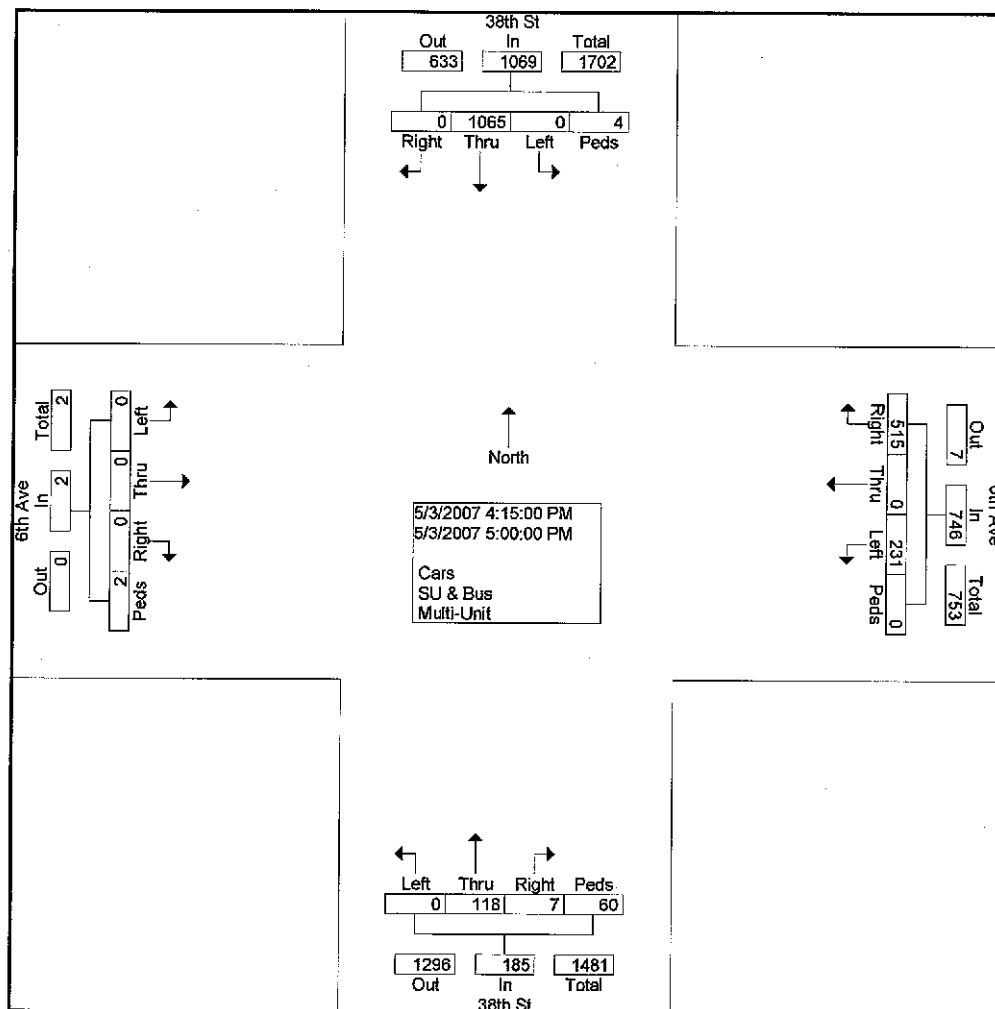 38th St
Out In Total
633 1069 1702
0 1065 0 4
Right Thru Left Peds
Total In Out
2 2 0
6th Ave
0 0 0 2
Left Thru Right Peds
North
5/3/2007 4:15:00 PM
5/3/2007 5:00:00 PM
Cars
SU & Bus
Multi-Unit
Right Thru Left Peds
515 0 231 0
Out In Total
7 746 753
Ave
Left Thru Right Peds
0 118 7 60
1296 185 1481
Out In Total
38th St